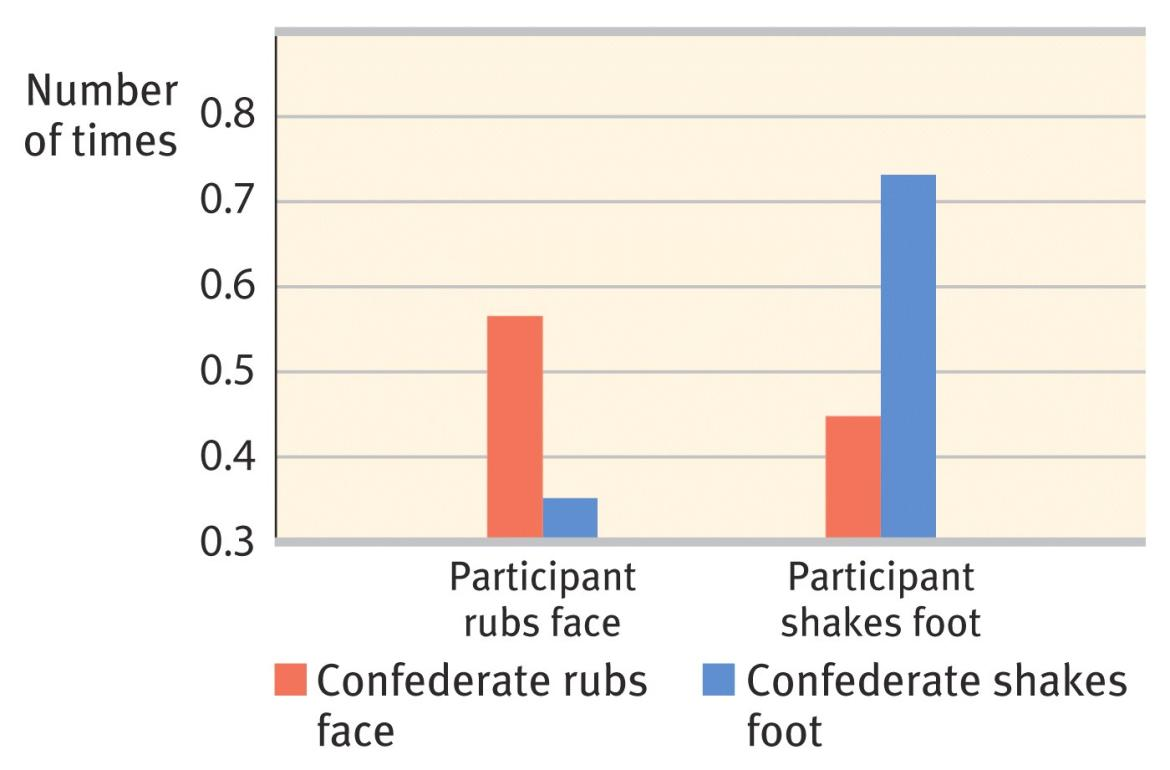 Number
of times
0.8
0.7
0.6
0.5
0.4
0.3
Participant
rubs face
Participant
shakes foot
Confederate rubs
face
Confederate shakes
foot